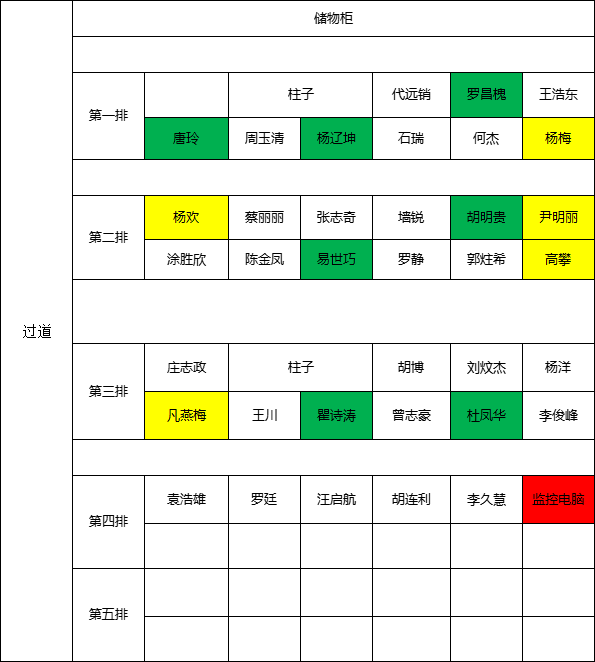 储物柜
过道
第一排
柱子 代远销 罗昌槐 王浩东
唐玲 周玉清 杨辽坤 石瑞 何杰 杨梅
第二排
杨欢 蔡丽丽 张志奇 墙锐 胡明贵 尹明丽
涂胜欣 陈金凤 易世巧 罗静 郭炷希 高攀
第三排
庄志政 柱子 胡博 刘炆杰 杨洋
凡燕梅 王川 瞿诗涛 曾志豪 杜凤华 李俊峰
第四排
袁浩雄 罗廷 汪启航 胡连利 李久慧 监控电脑
第五排